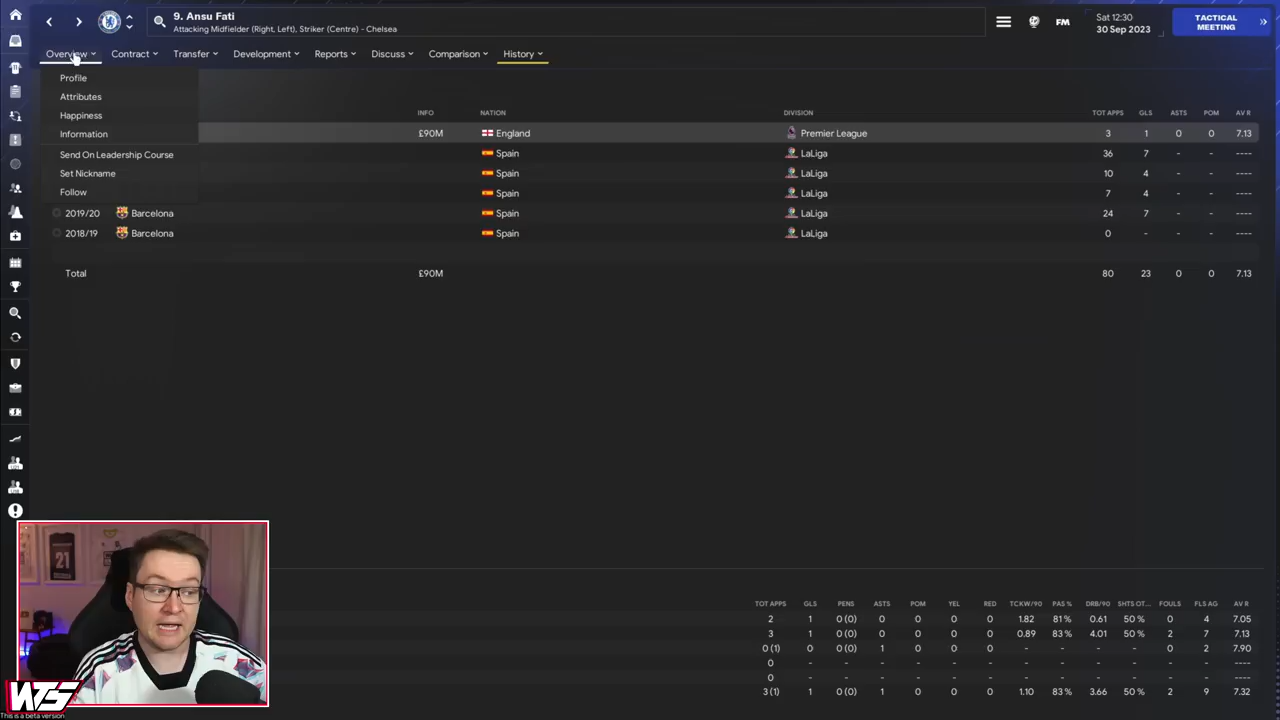 9. Ansu Fati
Attacking Midfielder (Right, Left), Striker (Centre) - Chelsea
FM
Sat 12:30
30 Sep 2023
TACTICAL
MEETING
Overview Contract Transfer Development Reports Discuss Comparison History
Profile
Attributes
Happiness
Information
Send On Leadership Course
Set Nickname
Follow
INFO NATION DIVISION TOT APPS GLS ASTS POM AV R
£90M England Premier League 3 1 0 0 7.13
Spain LaLiga 36 7 - - ----
Spain LaLiga 10 4 - - ----
Spain LaLiga 7 4 - - ----
2019/20 Barcelona Spain LaLiga 24 7 - - ----
2018/19 Barcelona Spain LaLiga 0 - - - ----
Total £90M 80 23 0 0 7.13
TOT APPS GLS PENS ASTS POM YEL RED TCKW/90 PAS % DRB/90 SHTS OT... FOULS FLS AG AV R
2 1 0 (0) 0 0 0 0 1.82 81 % 0.61 50 % 0 4 7.05
3 1 0 (0) 0 0 0 0 0.89 83 % 4.01 50 % 2 7 7.13
0 (1) 0 0 (0) 1 0 0 0 - - - - 0 2 7.90
0 - - - - - - - - - - - - ----
0 - - - - - - - - - - - - ----
3 (1) 1 0 (0) 1 0 0 0 1.10 83 % 3.66 50 % 2 9 7.32
21
WTS
This is a beta version